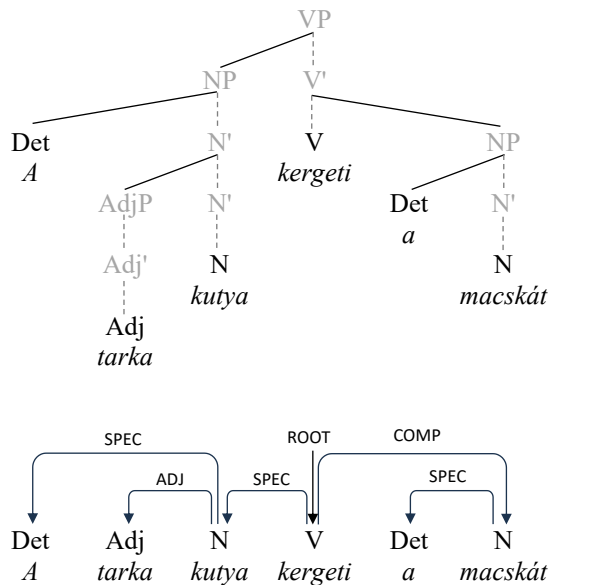 VP
NP V'
Det N' V NP
A kergeti
AdjP N' Det N'
a
Adj' N N
kutya macskát
Adj
tarka
SPEC ROOT COMP
ADJ SPEC SPEC
Det Adj N V Det N
A tarka kutya kergeti a macskát